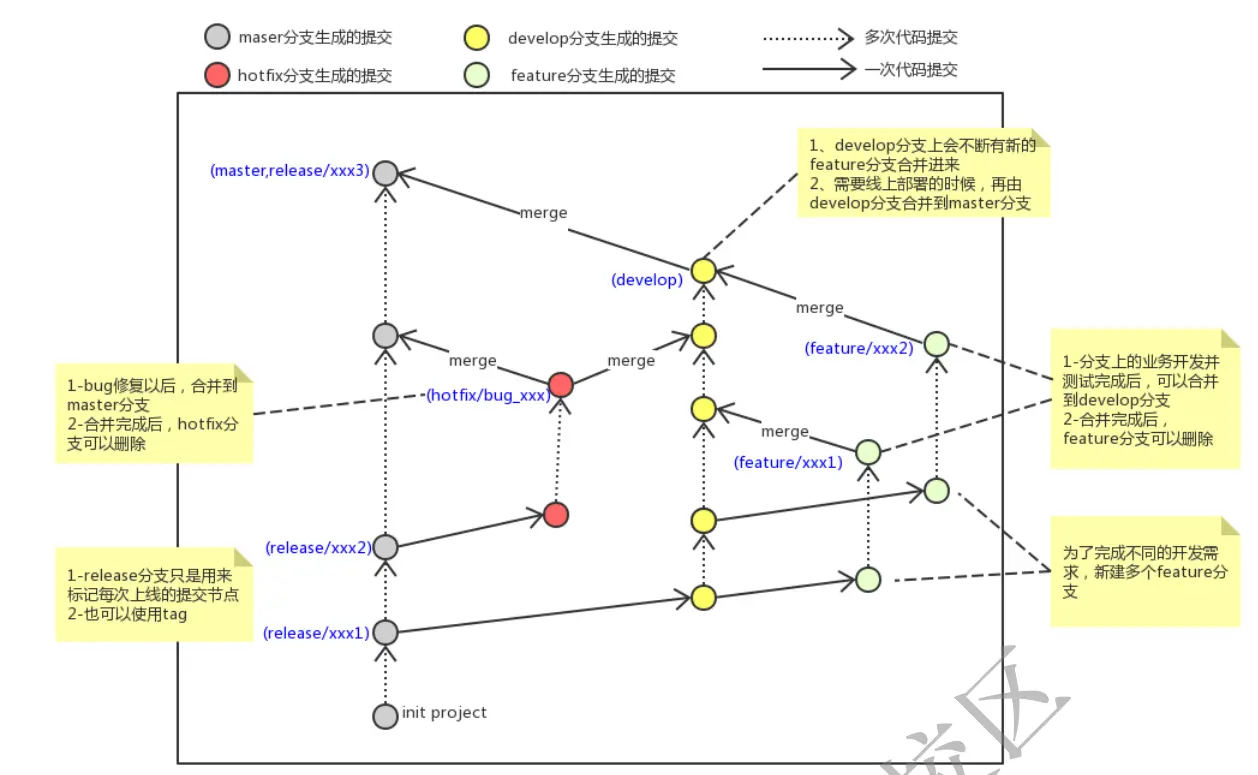 maser分支生成的提交
develop分支生成的提交
多次代码提交
hotfix分支生成的提交
feature分支生成的提交
一次代码提交
1、develop分支上会不断有新的
feature分支合并进来
2、需要线上部署的时候，再由
develop分支合并到master分支
(master,release/xxx3)
merge
(develop)
merge
(feature/xxx2)
merge
merge
1-bug修复以后，合并到
master分支
2-合并完成后，hotfix分
支可以删除
(hotfix/bug_xxx)
1-分支上的业务开发并
测试完成后，可以合并
到develop分支
2-合并完成后，
feature分支可以删除
merge
(feature/xxx1)
(release/xxx2)
1-release分支只是用来
标记每次上线的提交节点
2-也可以使用tag
为了完成不同的开发需
求，新建多个feature分
支
(release/xxx1)
init project
校区